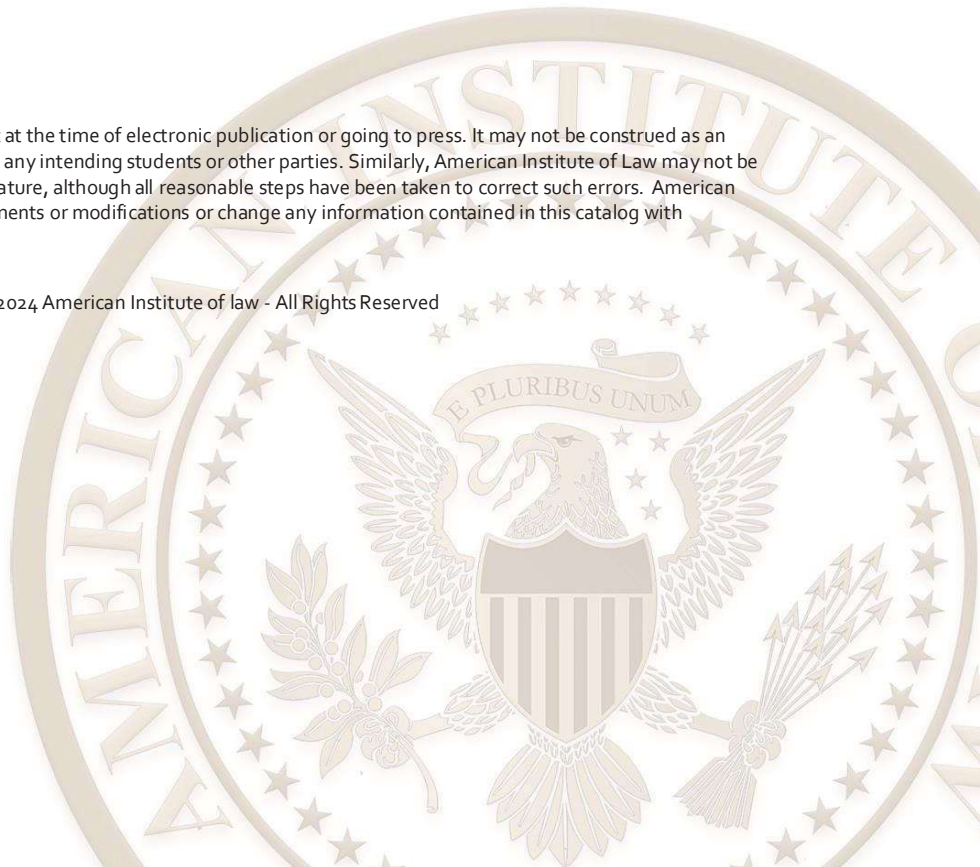 at the time of electronic publication or going to press. It may not be construed as an
any intending students or other parties. Similarly, American Institute of Law may not be
ature, although all reasonable steps have been taken to correct such errors. American
ments or modifications or change any information contained in this catalog with
2024 American Institute of law - All Rights Reserved
AMERICAN INSTITUTE
E PLURIBUS UNUM